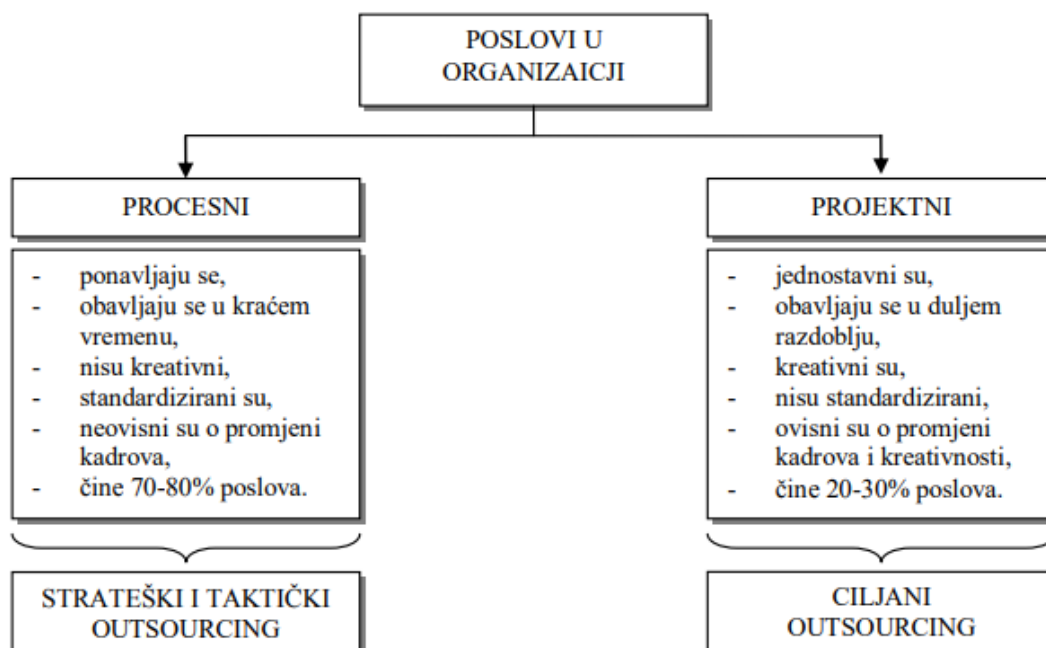 POSLOVI U
ORGANIZAICJI
PROCESNI
- ponavljaju se,
- obavljaju se u kraćem
vremenu,
- nisu kreativni,
- standardizirani su,
- neovisni su o promjeni
kadrova,
- čine 70-80% poslova.
STRATEŠKI I TAKTIČKI
OUTSOURCING
PROJEKTNI
- jednostavni su,
- obavljaju se u duljem
razdoblju,
- kreativni su,
- nisu standardizirani,
- ovisni su o promjeni
kadrova i kreativnosti,
- čine 20-30% poslova.
CILJANI
OUTSOURCING